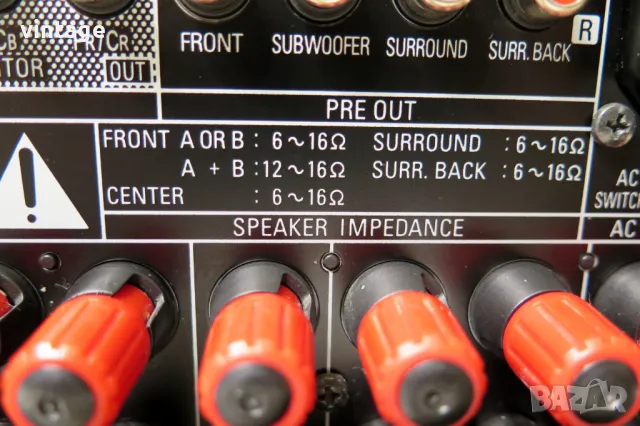 vintage
CB
PR/CR
FRONT
SUBWOOFER
SURROUND
SURR. BACK
R
OUT
PRE OUT
FRONT A OR B : 6~16Ω SURROUND : 6~16Ω
A + B : 12~16Ω SURR. BACK : 6~16Ω
CENTER : 6~16Ω
SPEAKER IMPEDANCE
AC
SWITCH
AC
BAZAR
bg